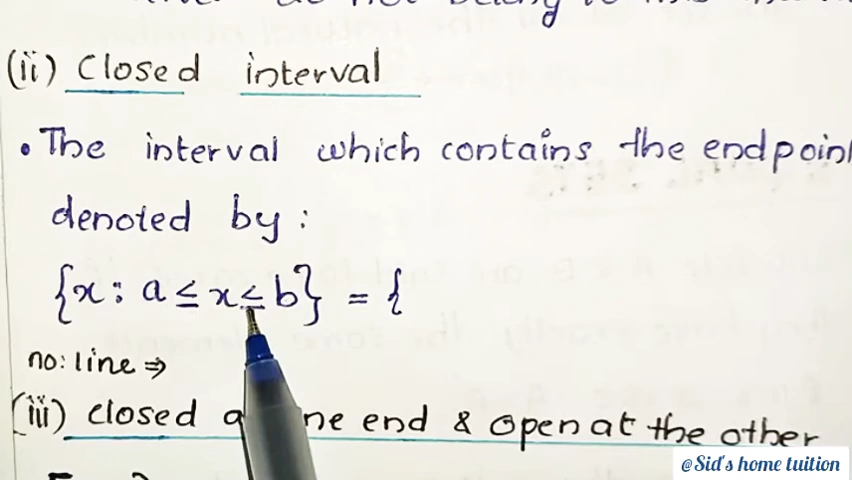 (ii) Closed interval
• The interval which contains the endpoint
denoted by:
{x : a ≤ x ≤ b} = {
no: line ⇒
(iii) closed a ne end & open at the other
@Sid's home tuition